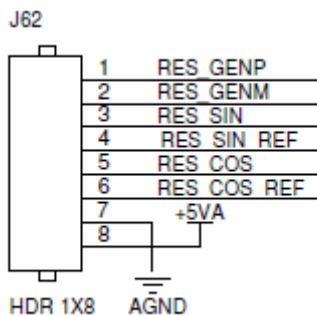 J62
1 RES_GENP
2 RES_GENM
3 RES_SIN
4 RES_SIN_REF
5 RES_COS
6 RES_COS_REF
7 +5VA
8
HDR 1X8 AGND